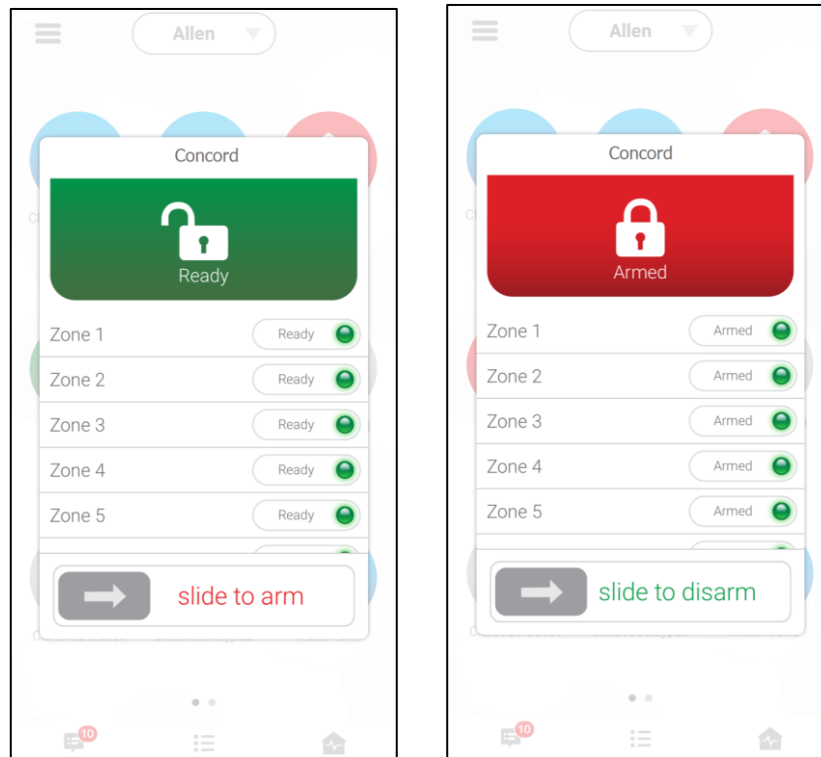 Allen
Concord
Ready
Zone 1 Ready
Zone 2 Ready
Zone 3 Ready
Zone 4 Ready
Zone 5 Ready
slide to arm
10
Allen
Concord
Armed
Zone 1 Armed
Zone 2 Armed
Zone 3 Armed
Zone 4 Armed
Zone 5 Armed
slide to disarm
10